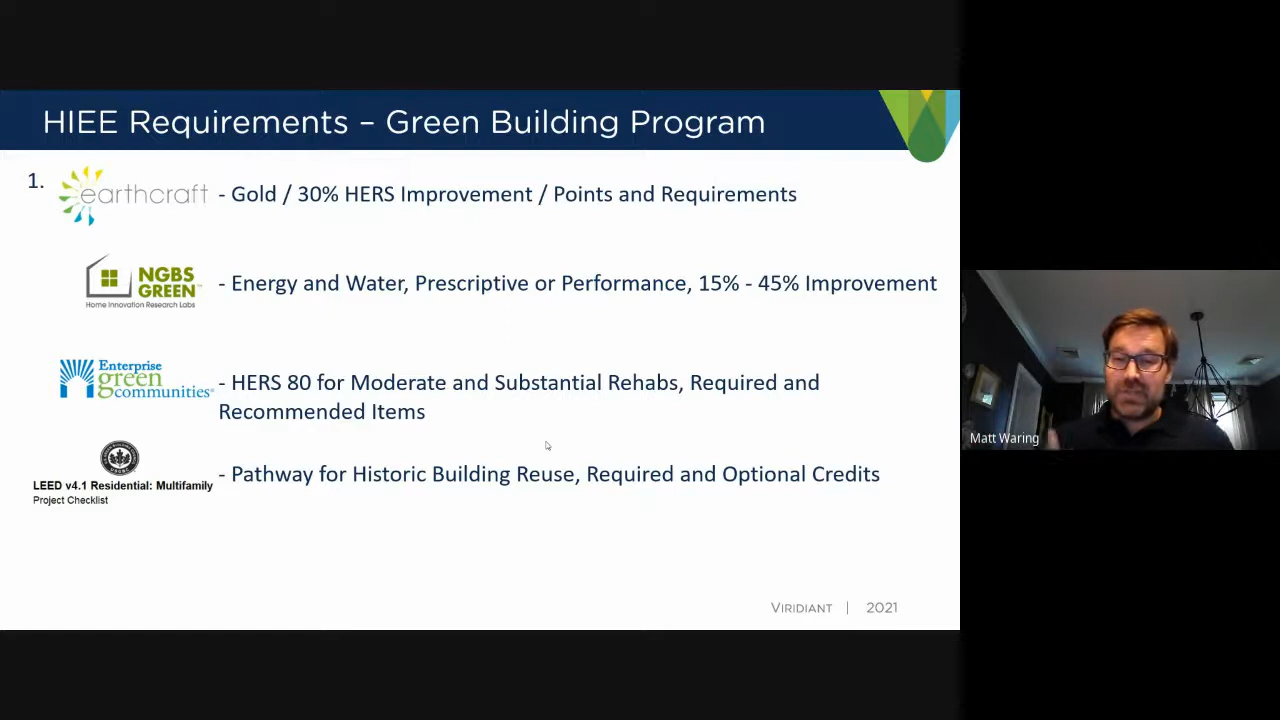 HIEE Requirements – Green Building Program
1.
earthcraft
- Gold / 30% HERS Improvement / Points and Requirements
NGBS
GREEN™
Home Innovation Research Labs
- Energy and Water, Prescriptive or Performance, 15% - 45% Improvement
Enterprise
green
communities®
- HERS 80 for Moderate and Substantial Rehabs, Required and
Recommended Items
LEED v4.1 Residential: Multifamily
Project Checklist
- Pathway for Historic Building Reuse, Required and Optional Credits
Matt Waring
VIRIDIANT | 2021